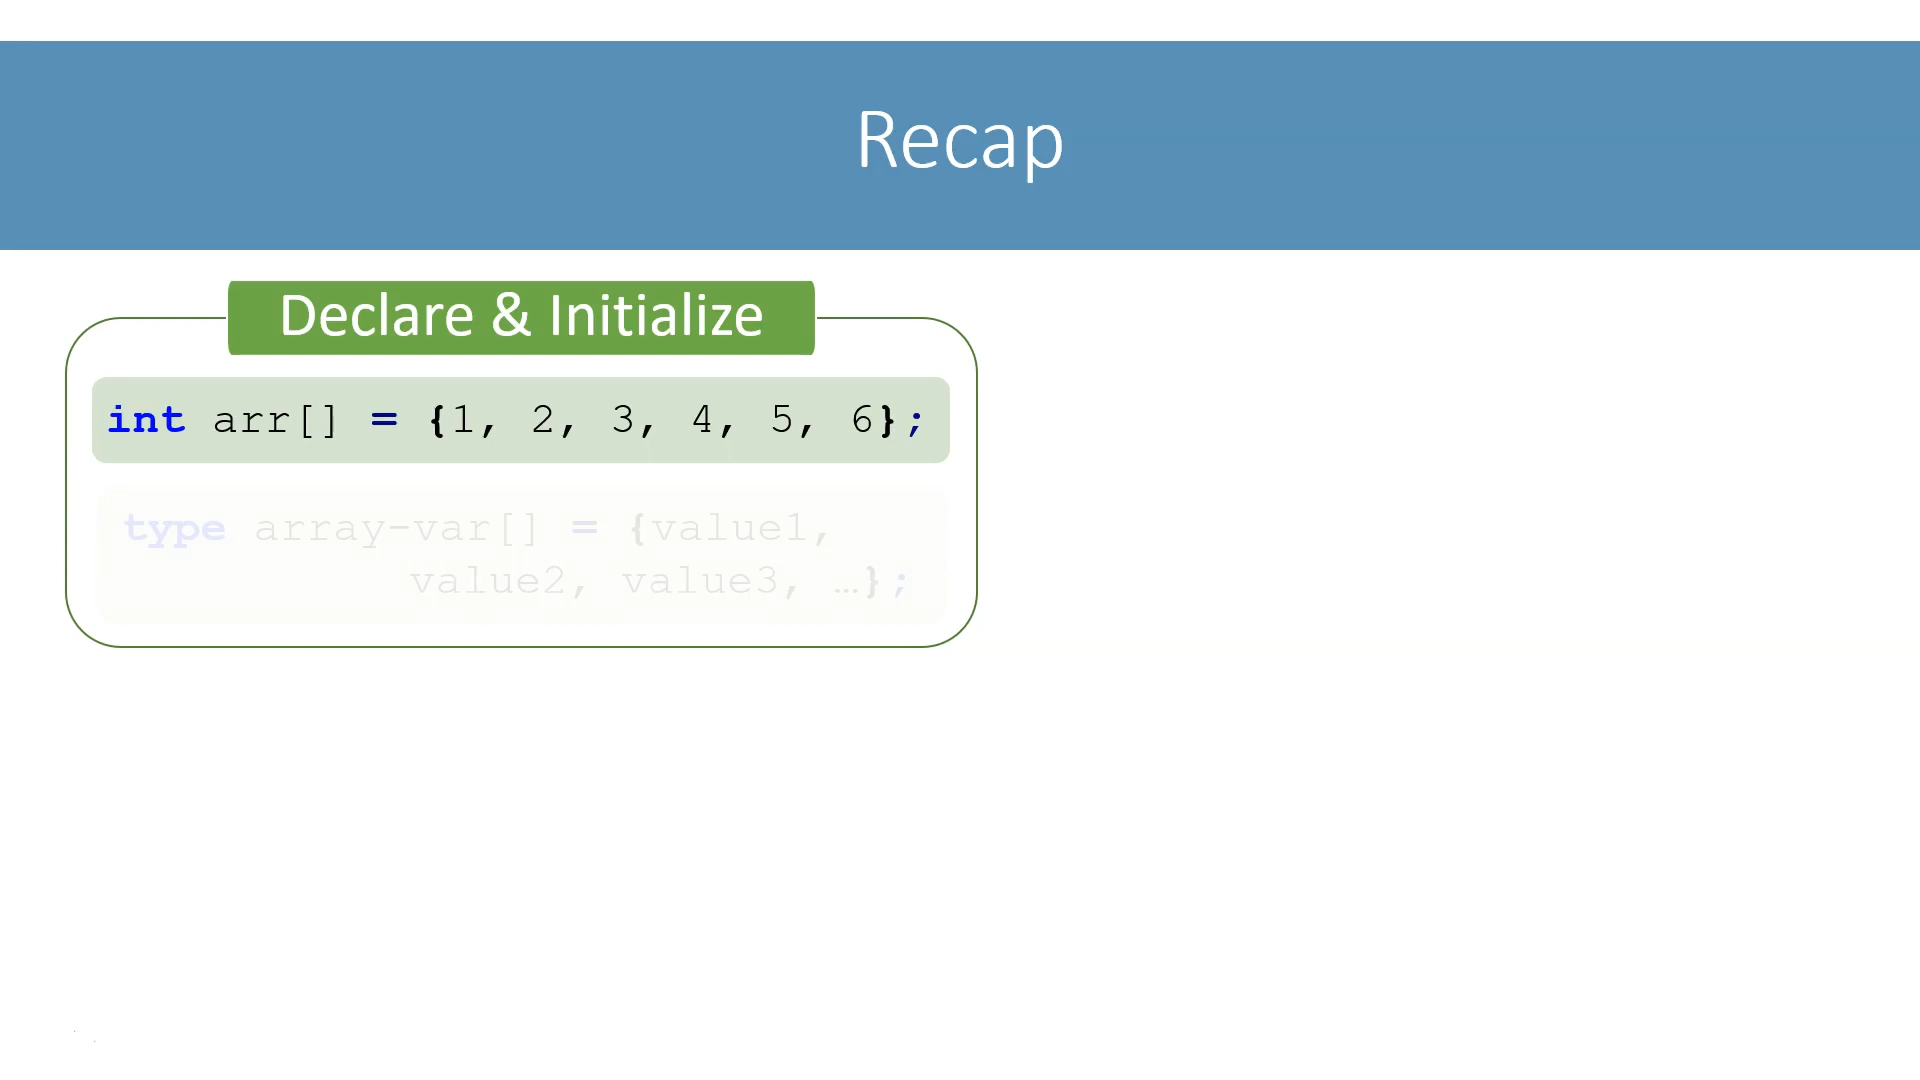 Recap
Declare & Initialize
int arr[] = {1, 2, 3, 4, 5, 6};
type array-var[] = {value1,
value2, value3, …};